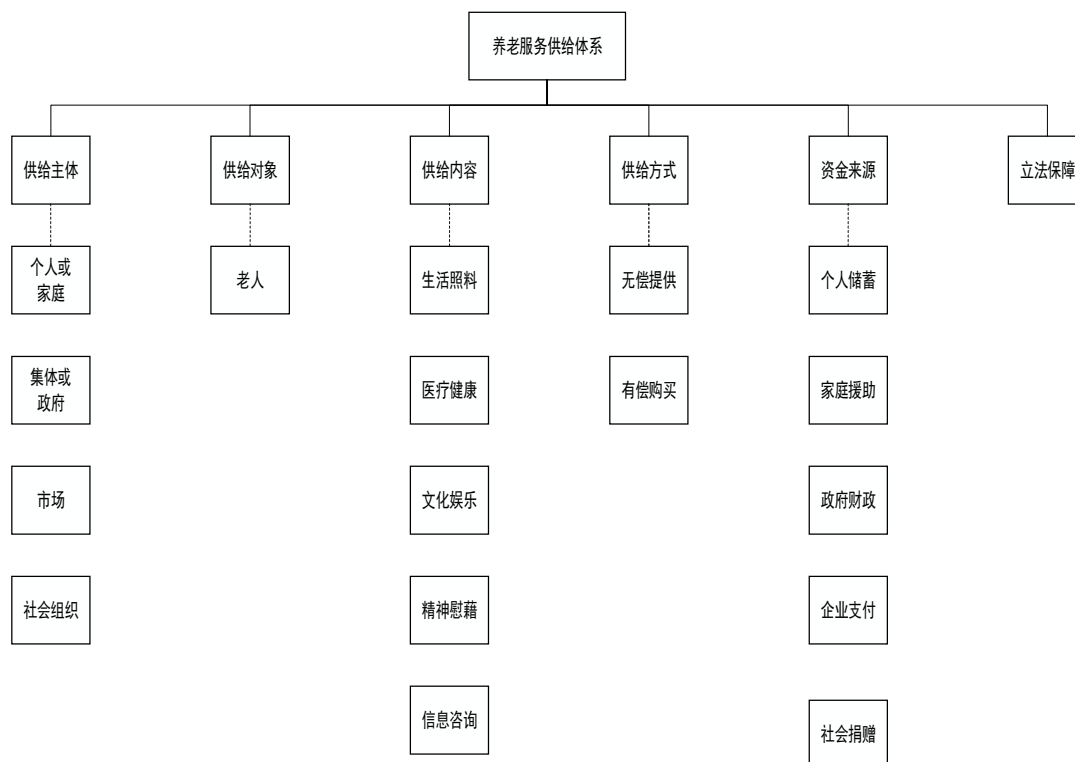 养老服务供给体系
供给主体
供给对象
供给内容
供给方式
资金来源
立法保障
个人或
家庭
老人
生活照料
无偿提供
个人储蓄
集体或
政府
医疗健康
有偿购买
家庭援助
市场
文化娱乐
政府财政
社会组织
精神慰藉
企业支付
信息咨询
社会捐赠